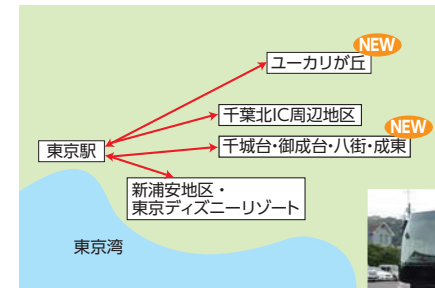 NEW
ユーカリが丘
千葉北IC周辺地区
NEW
東京駅
千城台・御成台・八街・成東
新浦安地区・
東京ディズニーリゾート
東京湾